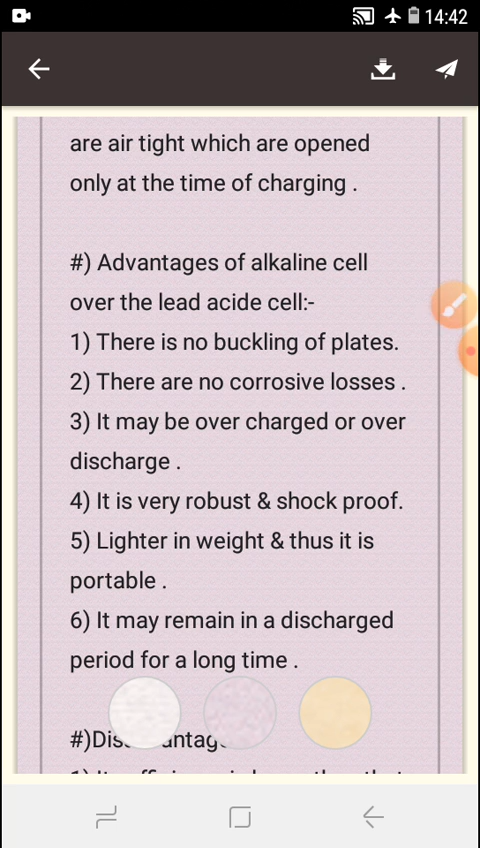 14:42
are air tight which are opened
only at the time of charging .
#) Advantages of alkaline cell
over the lead acide cell:-
1) There is no buckling of plates.
2) There are no corrosive losses .
3) It may be over charged or over
discharge .
4) It is very robust & shock proof.
5) Lighter in weight & thus it is
portable .
6) It may remain in a discharged
period for a long time .